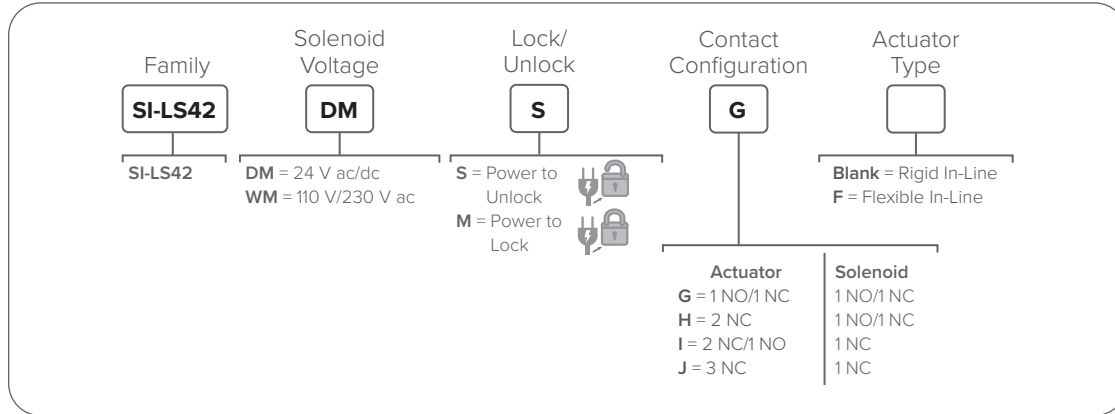 Family
Solenoid
Voltage
Lock/
Unlock
Contact
Configuration
Actuator
Type
SI-LS42
DM
S
G
SI-LS42
DM = 24 V ac/dc
WM = 110 V/230 V ac
S = Power to
Unlock
M = Power to
Lock
Blank = Rigid In-Line
F = Flexible In-Line
Actuator Solenoid
G = 1 NO/1 NC 1 NO/1 NC
H = 2 NC 1 NO/1 NC
I = 2 NC/1 NO 1 NC
J = 3 NC 1 NC